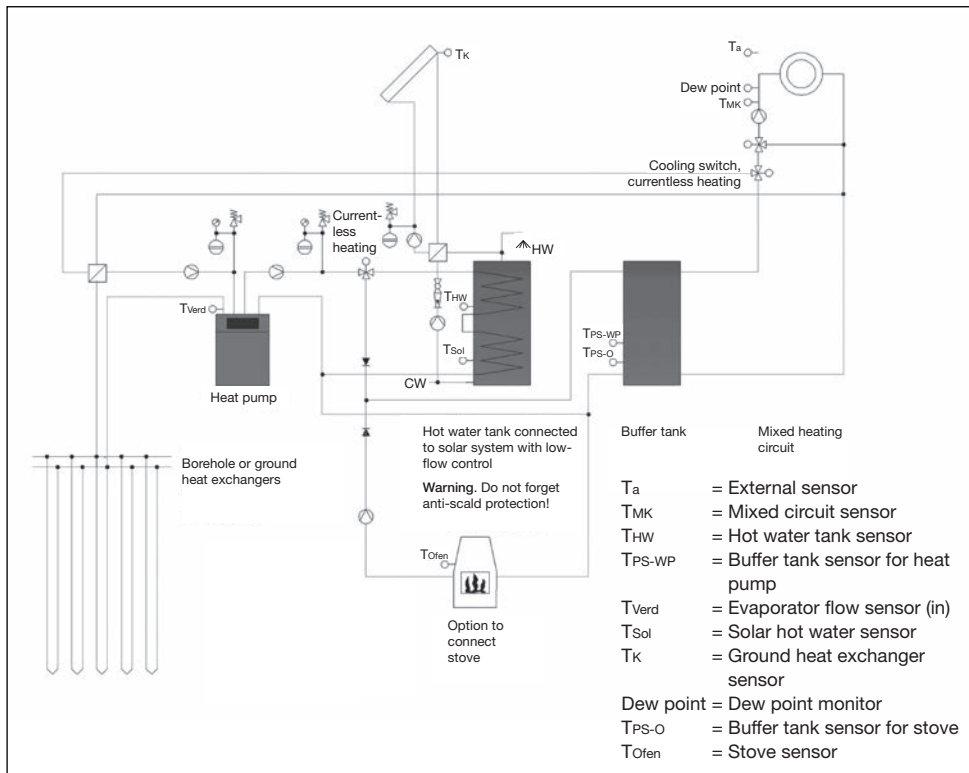 TK
Ta
Dew point
TMK
Cooling switch,
currentless heating
Current-
less
heating
HW
THW
TVerd
TSol
TPS-WP
TPS-O
CW
Heat pump
Borehole or ground
heat exchangers
Hot water tank connected
to solar system with low-
flow control
Warning. Do not forget
anti-scald protection!
Buffer tank
Mixed heating
circuit
TOfen
Option to
connect
stove
Ta = External sensor
TMK = Mixed circuit sensor
THW = Hot water tank sensor
TPS-WP = Buffer tank sensor for heat
pump
TVerd = Evaporator flow sensor (in)
TSol = Solar hot water sensor
TK = Ground heat exchanger
sensor
Dew point = Dew point monitor
TPS-O = Buffer tank sensor for stove
TOfen = Stove sensor